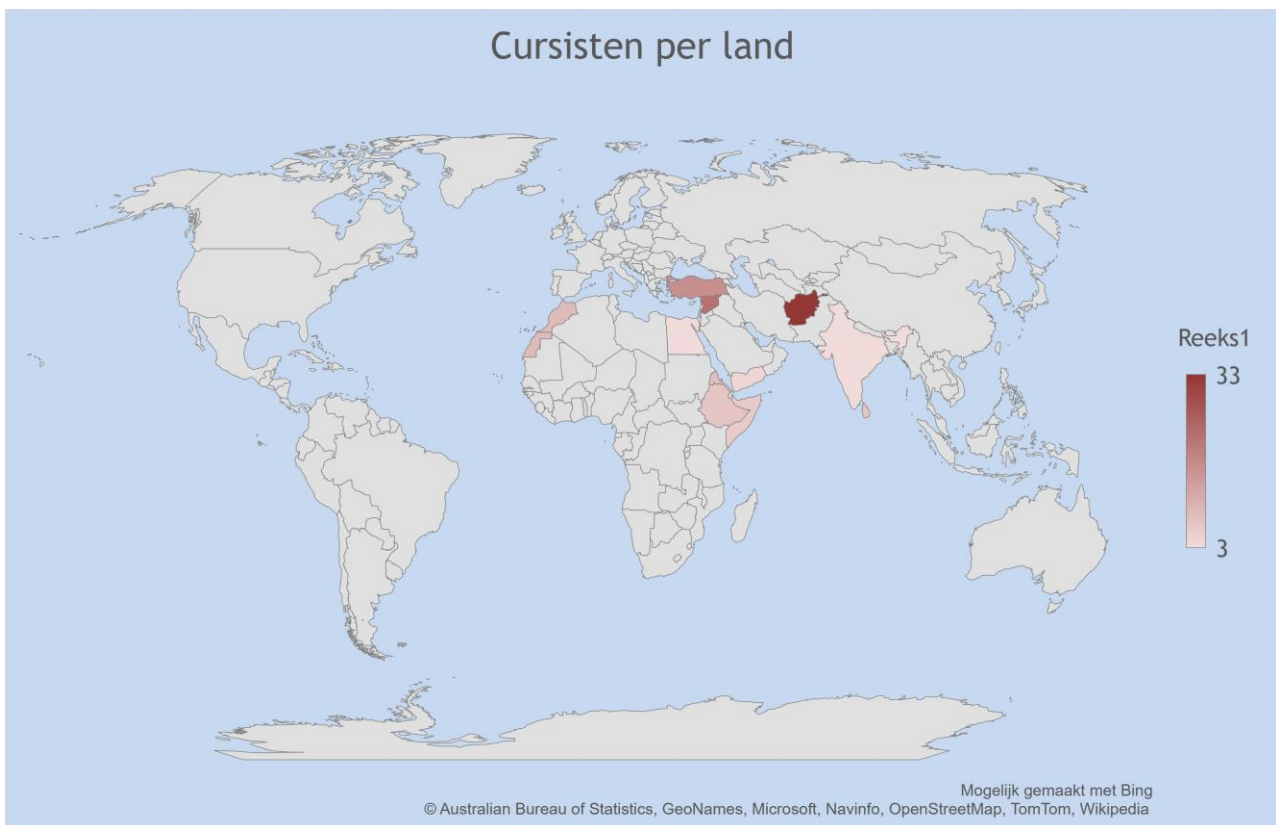 Cursisten per land
Reeks1
33
3
Mogelijk gemaakt met Bing
© Australian Bureau of Statistics, GeoNames, Microsoft, Navinfo, OpenStreetMap, TomTom, Wikipedia